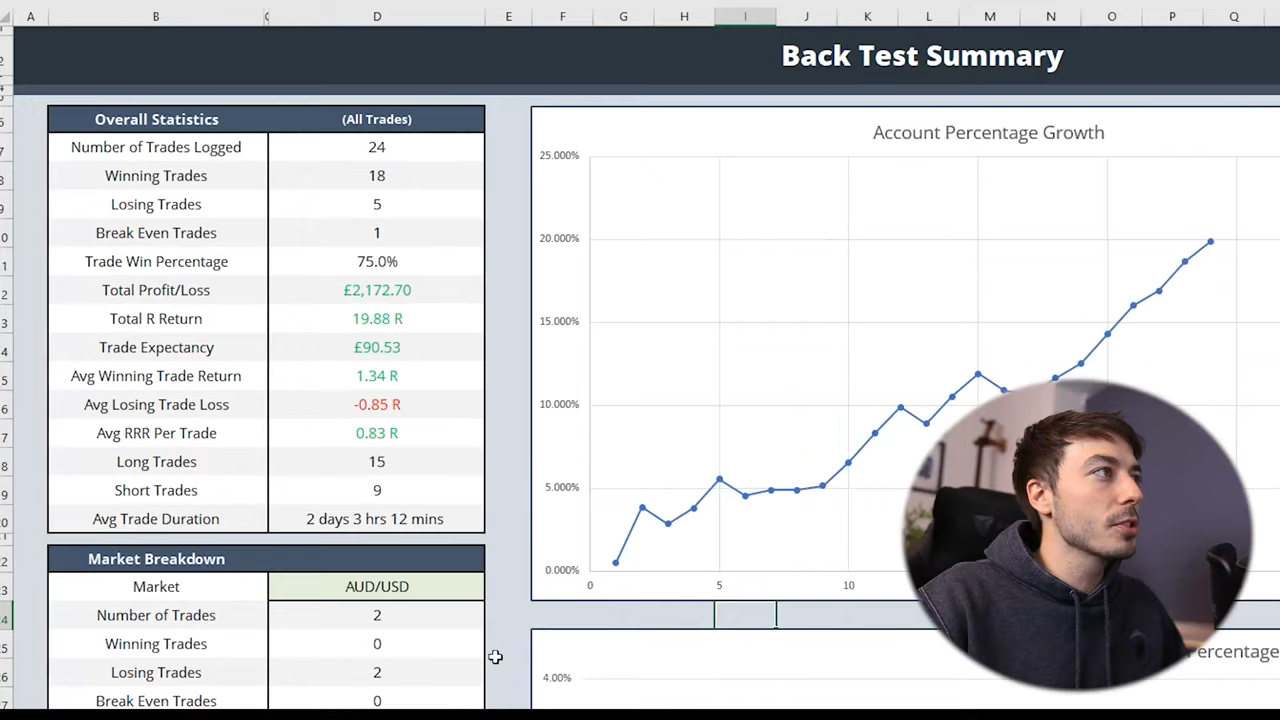 A B C D E F G H I J K L M N O P Q
Back Test Summary
Overall Statistics (All Trades)
Number of Trades Logged 24
Winning Trades 18
Losing Trades 5
Break Even Trades 1
Trade Win Percentage 75.0%
Total Profit/Loss £2,172.70
Total R Return 19.88 R
Trade Expectancy £90.53
Avg Winning Trade Return 1.34 R
Avg Losing Trade Loss -0.85 R
Avg RRR Per Trade 0.83 R
Long Trades 15
Short Trades 9
Avg Trade Duration 2 days 3 hrs 12 mins
Market Breakdown
Market AUD/USD
Number of Trades 2
Winning Trades 0
Losing Trades 2
Break Even Trades 0
Account Percentage Growth
25.000%
20.000%
15.000%
10.000%
5.000%
0.000%
0 5 10
Percentage
4.00%